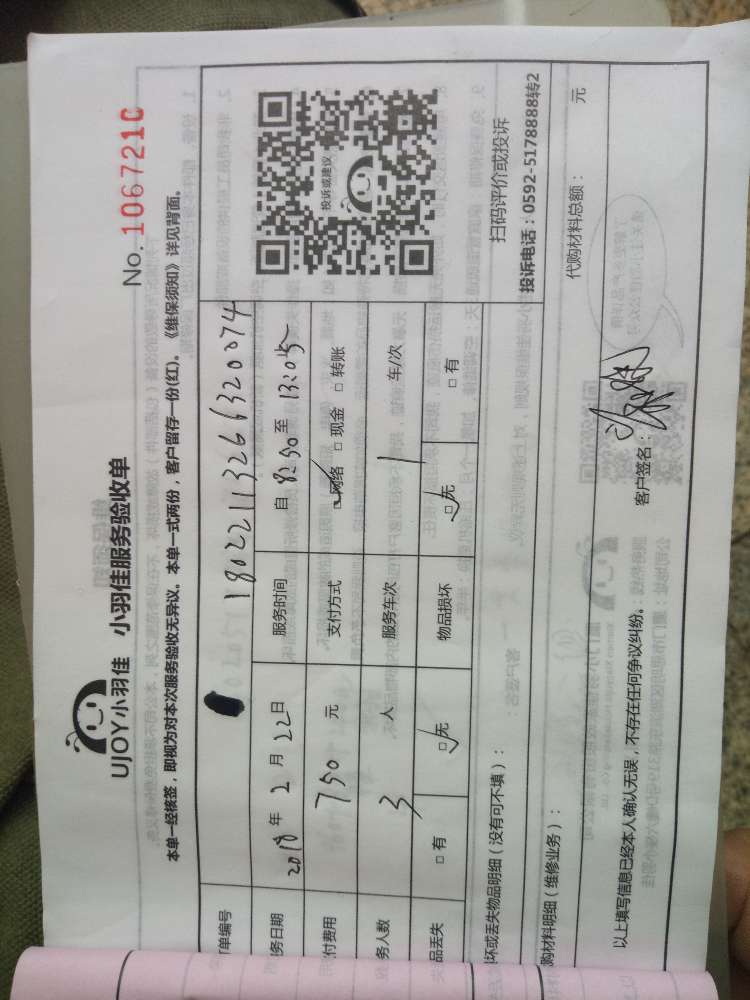 UJOY小羽佳 小羽佳服务验收单
No. 106721C
本单一经核签，即视为对本次服务验收无异议。本单一式两份，客户留存一份(红)。《维保须知》详见背面。
单编号 180221132666320074
务日期 2018 年 2 月 22 日 服务时间 自 8:50 至 13:05
付费用 750 元 支付方式 □ 网络 □ 现金 □ 转账
务人数 3 人 服务车次 1 车/次
品丢失 □ 有 □ 无 物品损坏 □ 无 □ 有
投诉或建议
扫码评价或投诉
投诉电话：0592-5178888转2
坏或丢失物品明细（没有可不填）：
购材料明细（维修业务）： 代购材料总额： 元
以上填写信息已经本人确认无误，不存在任何争议纠纷。 客户签名：